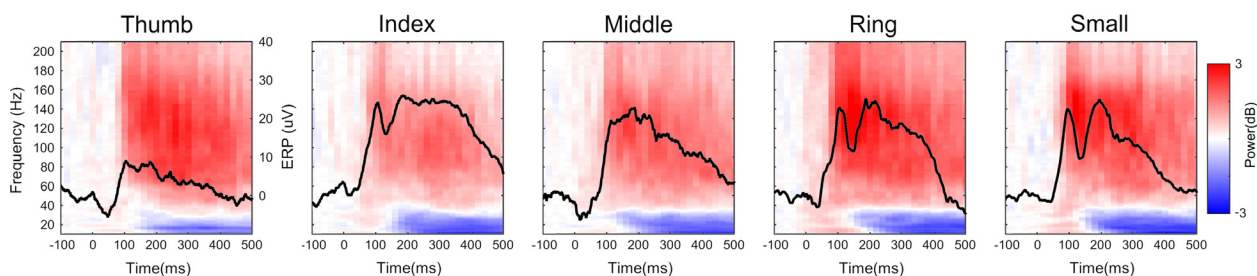 Thumb Index Middle Ring Small
200
180
160
140
120
100
80
60
40
20
Frequency (Hz)
40
30
20
10
0
ERP (uV)
3
-3
Power(dB)
-100 0 100 200 300 400 500
-100 0 100 200 300 400 500
-100 0 100 200 300 400 500
-100 0 100 200 300 400 500
-100 0 100 200 300 400 500
Time(ms) Time(ms) Time(ms) Time(ms) Time(ms)